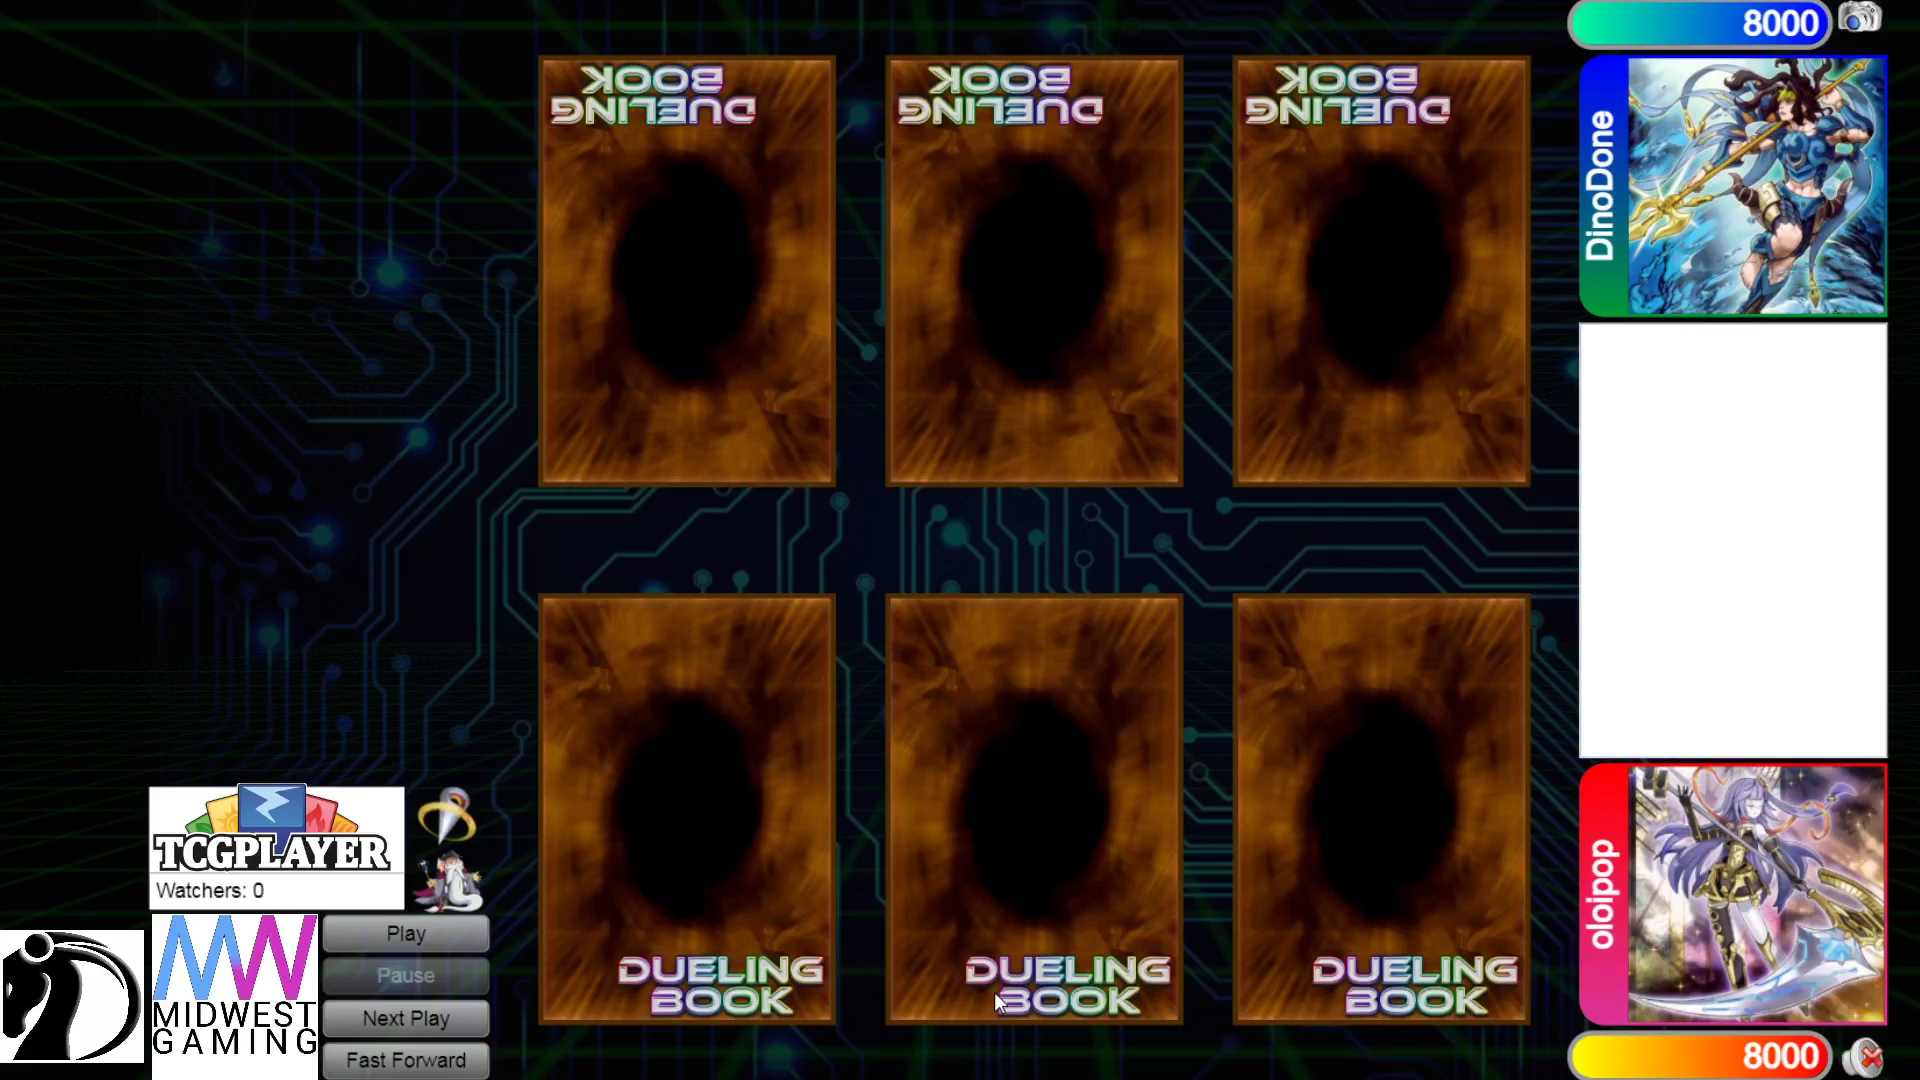 8000
BOOK
DUELING
BOOK
DUELING
BOOK
DUELING
DinoDone
TCGPLAYER
Watchers: 0
MW
MIDWEST
GAMING
Play
Pause
Next Play
Fast Forward
DUELING
BOOK
DUELING
BOOK
DUELING
BOOK
oloipop
8000